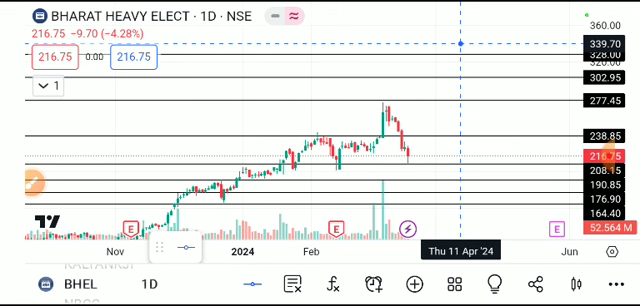 BHARAT HEAVY ELECT · 1D · NSE
216.75 −9.70 (−4.28%)
216.75 0.00 216.75
1
360.00
339.70
328.00
320.00
302.95
277.45
238.85
216.75
208.15
190.85
176.90
164.40
52.564 M
E E E
Nov 2024 Feb Thu 11 Apr '24 Jun
BHEL 1D